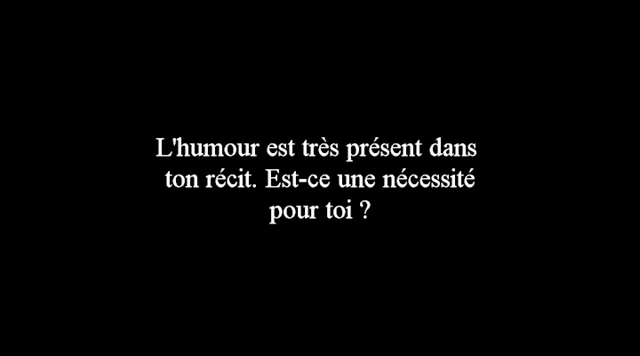 L'humour est très présent dans
ton récit. Est-ce une nécessité
pour toi ?